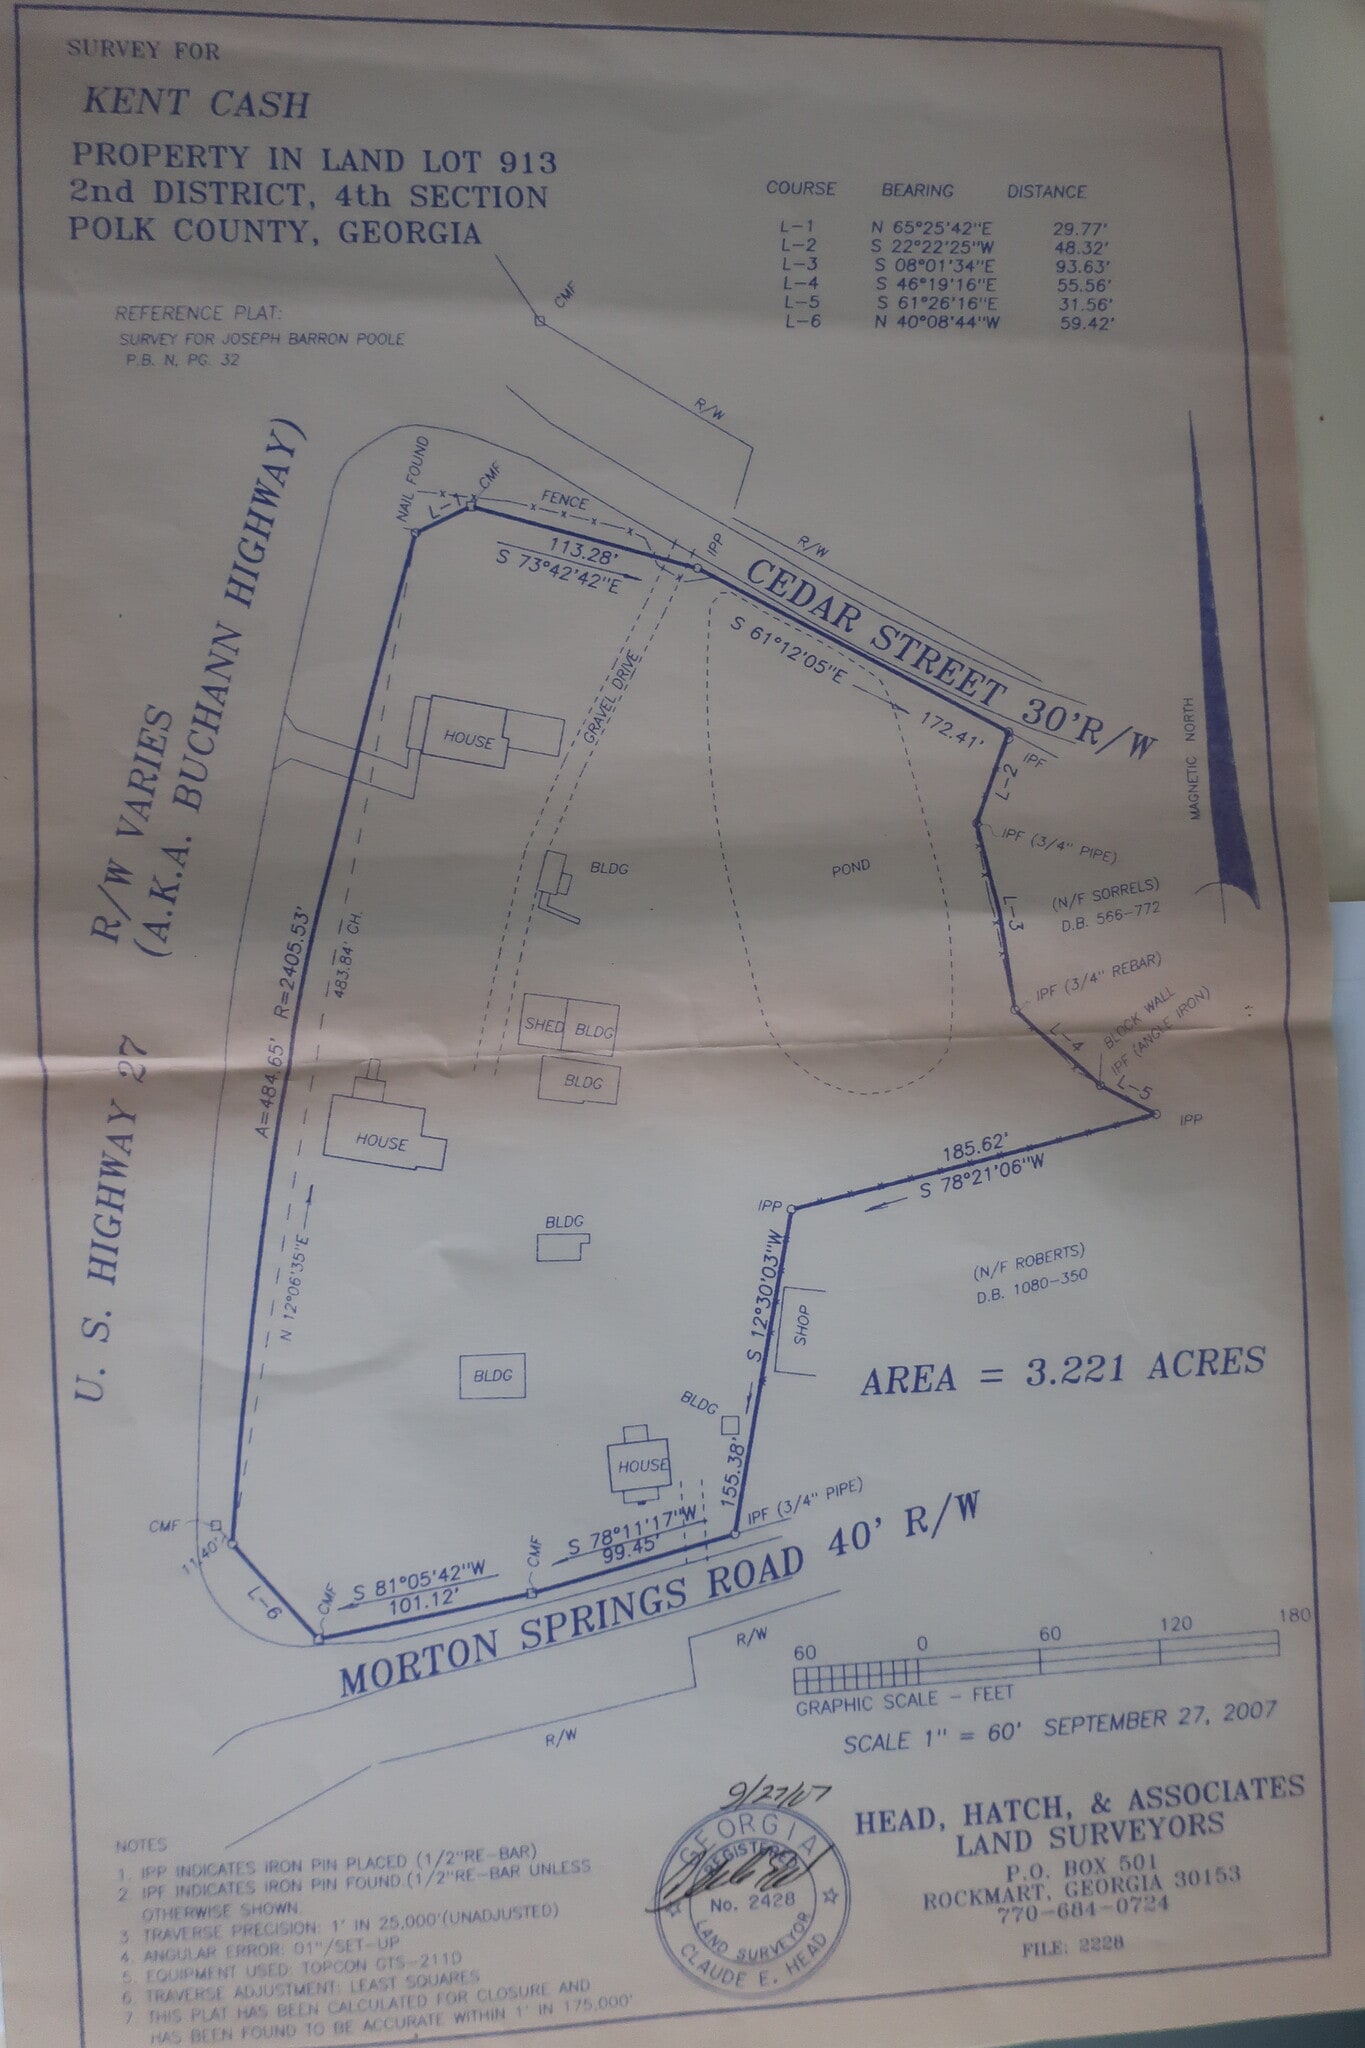 SURVEY FOR
KENT CASH
PROPERTY IN LAND LOT 913
2nd DISTRICT, 4th SECTION
POLK COUNTY, GEORGIA
REFERENCE PLAT:
SURVEY FOR JOSEPH BARRON POOLE
P.B. N, PG. 32
COURSE BEARING DISTANCE
L-1 N 65°25'42"E 29.77'
L-2 S 22°22'25"W 48.32'
L-3 S 08°01'34"E 93.63'
L-4 S 46°19'16"E 55.56'
L-5 S 61°26'16"E 31.56'
L-6 N 40°08'44"W 59.42'
CMF
R/W
R/W
NAIL FOUND
L-1
CMF
FENCE
113.28'
S 73°42'42"E
IPP
CEDAR STREET 30'R/W
S 61°12'05"E
172.41'
IPF
L-2
IPF (3/4" PIPE)
(N/F SORRELS)
D.B. 566-772
L-3
IPF (3/4" REBAR)
BLOCK WALL
IPF (ANGLE IRON)
L-4
L-5
IPP
MAGNETIC NORTH
U. S. HIGHWAY 27 R/W VARIES
(A.K.A. BUCHANN HIGHWAY)
A=484.65' R=2405.53'
483.84' CH.
N 12°06'35"E
HOUSE
GRAVEL DRIVE
BLDG
POND
SHED
BLDG
BLDG
HOUSE
BLDG
BLDG
BLDG
HOUSE
185.62'
S 78°21'06"W
IPP
S 12°30'03"W
155.38'
SHOP
(N/F ROBERTS)
D.B. 1080-350
AREA = 3.221 ACRES
IPF (3/4" PIPE)
S 78°11'17"W
99.45'
CMF
S 81°05'42"W
101.12'
CMF
L-6
CMF
11.40'
MORTON SPRINGS ROAD 40' R/W
R/W
R/W
60 0 60 120 180
GRAPHIC SCALE - FEET
SCALE 1" = 60' SEPTEMBER 27, 2007
9/27/07
GEORGIA
REGISTERED
No. 2428
LAND SURVEYOR
CLAUDE E. HEAD
HEAD, HATCH, & ASSOCIATES
LAND SURVEYORS
P.O. BOX 501
ROCKMART, GEORGIA 30153
770-684-0724
FILE: 2228
NOTES
1. IPP INDICATES IRON PIN PLACED (1/2"RE-BAR)
2 IPF INDICATES IRON PIN FOUND.(1/2"RE-BAR UNLESS
OTHERWISE SHOWN.
3 TRAVERSE PRECISION: 1' IN 25,000'(UNADJUSTED)
4. ANGULAR ERROR: 01"/SET-UP
5 EQUIPMENT USED: TOPCON GTS-211D
6. TRAVERSE ADJUSTMENT: LEAST SQUARES
7. THIS PLAT HAS BEEN CALCULATED FOR CLOSURE AND
HAS BEEN FOUND TO BE ACCURATE WITHIN 1' IN 175,000'